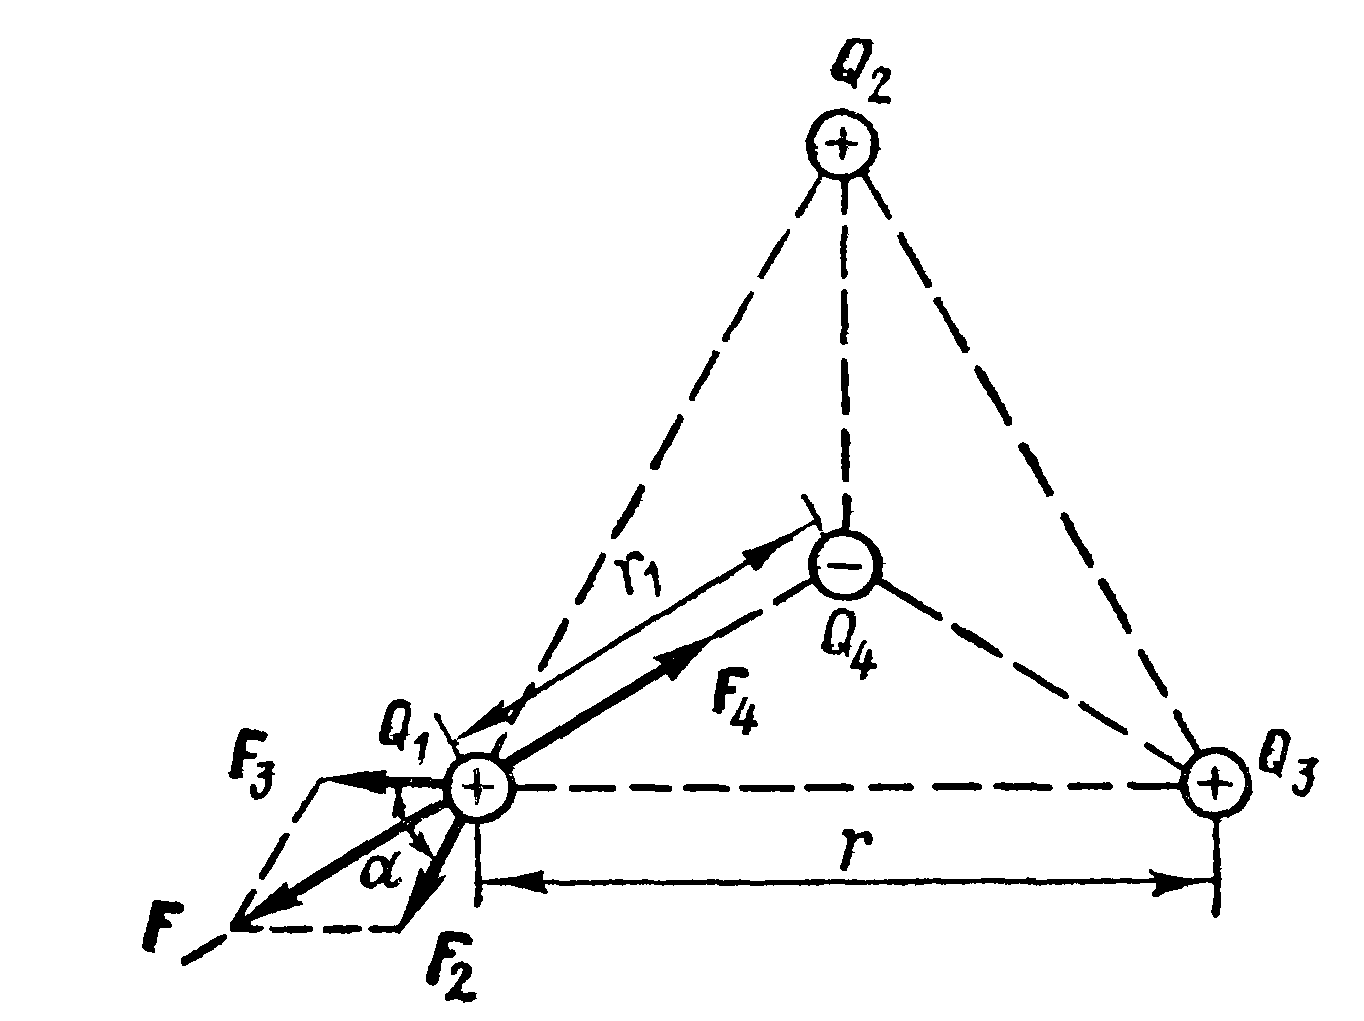 Q2
+
r1
−
Q4
F4
Q1
+
F3
Q3
+
r
α
F
F2